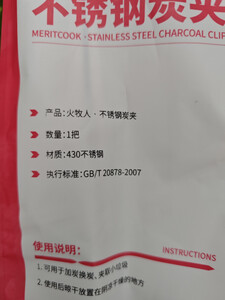 不锈钢炭夹
MERITCOOK · STAINLESS STEEL CHARCOAL CLIP
产品：火牧人 · 不锈钢炭夹
数量：1把
材质：430不锈钢
执行标准：GB/T 20878-2007
使用说明：
INSTRUCTIONS
1. 可用于加炭换炭、夹取小垃圾
2. 使用后晾干放置在阴凉干燥的地方